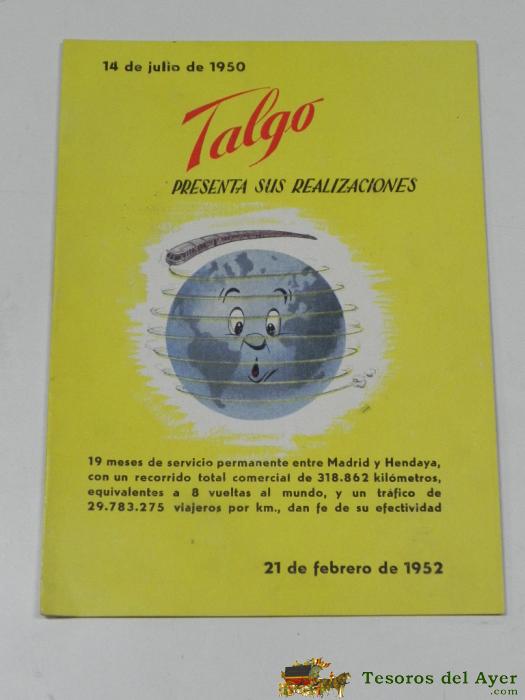 14 de julio de 1950
Talgo
PRESENTA SUS REALIZACIONES
19 meses de servicio permanente entre Madrid y Hendaya,
con un recorrido total comercial de 318.862 kilómetros,
equivalentes a 8 vueltas al mundo, y un tráfico de
29.783.275 viajeros por km., dan fe de su efectividad
21 de febrero de 1952
Tesoros del Ayer
.com